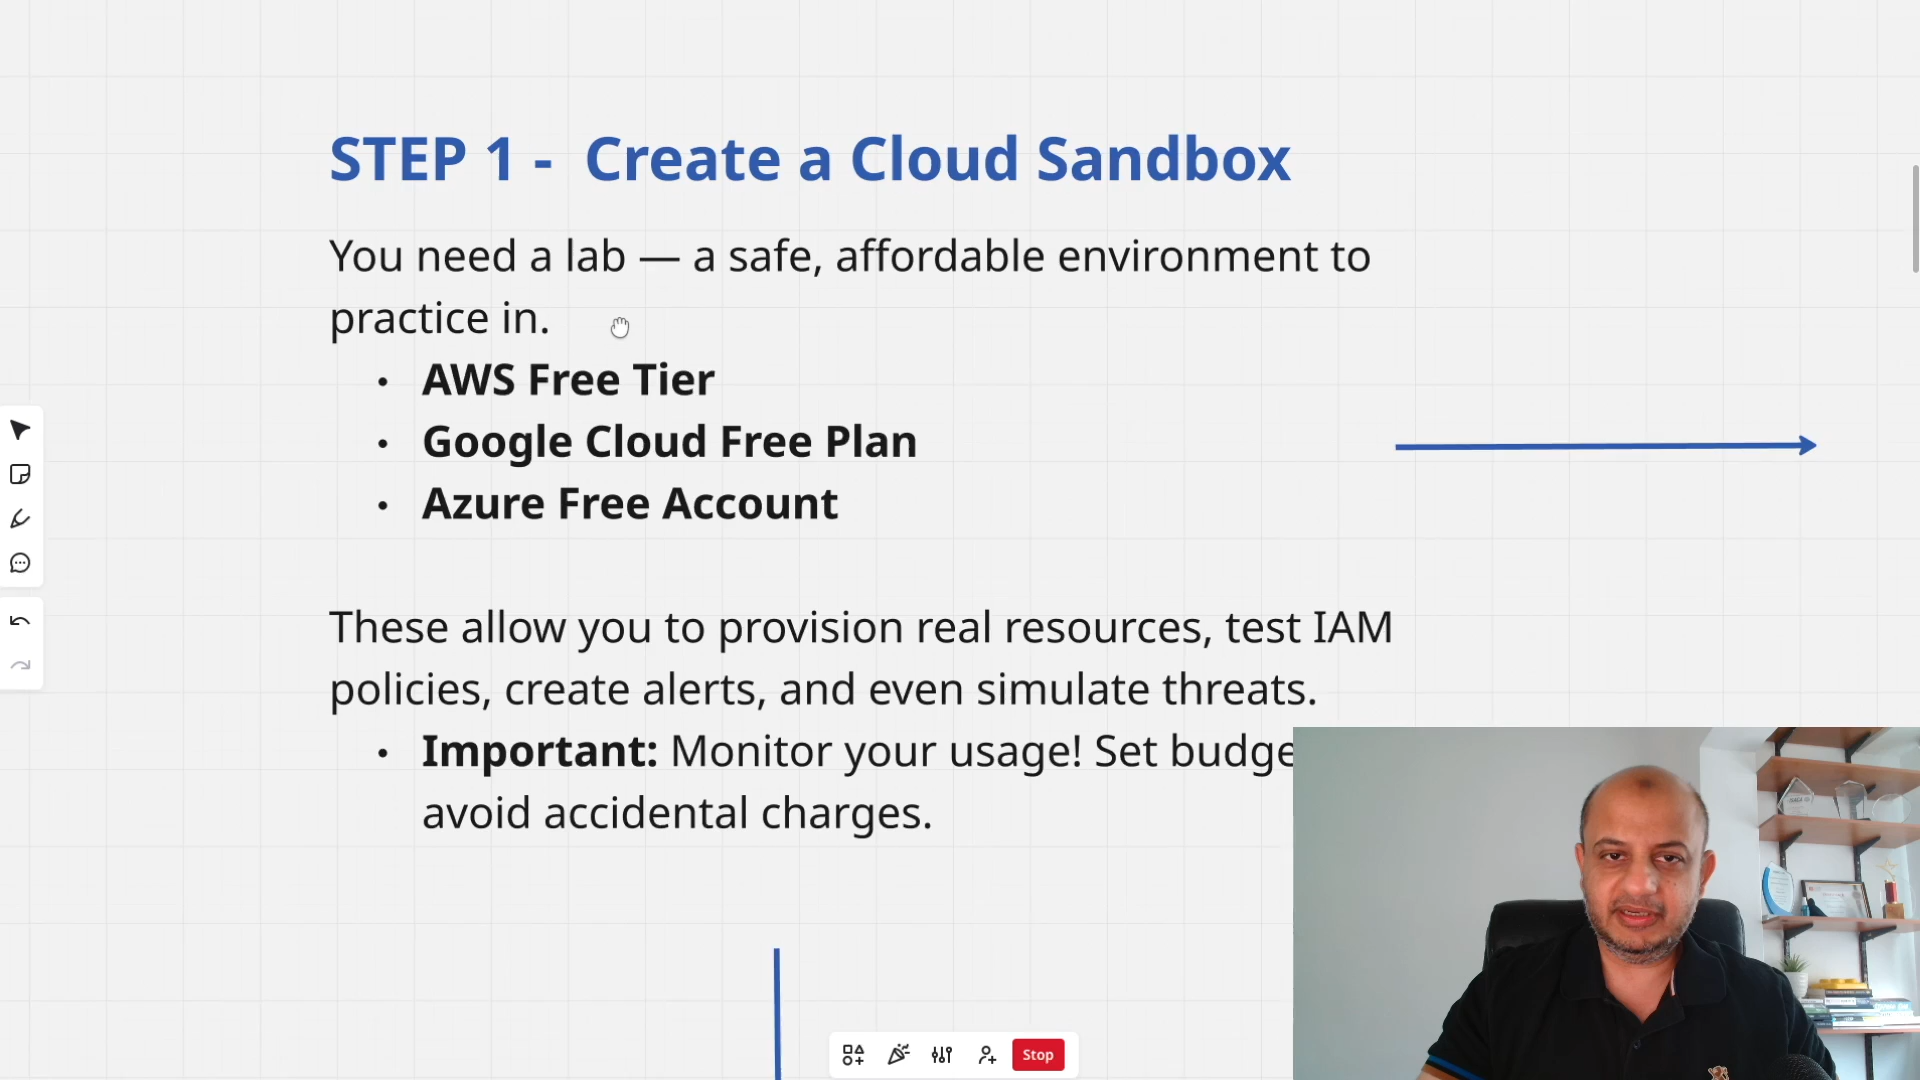 STEP 1 - Create a Cloud Sandbox
You need a lab — a safe, affordable environment to
practice in.
• AWS Free Tier
• Google Cloud Free Plan
• Azure Free Account
These allow you to provision real resources, test IAM
policies, create alerts, and even simulate threats.
• Important: Monitor your usage! Set budge
avoid accidental charges.
Stop